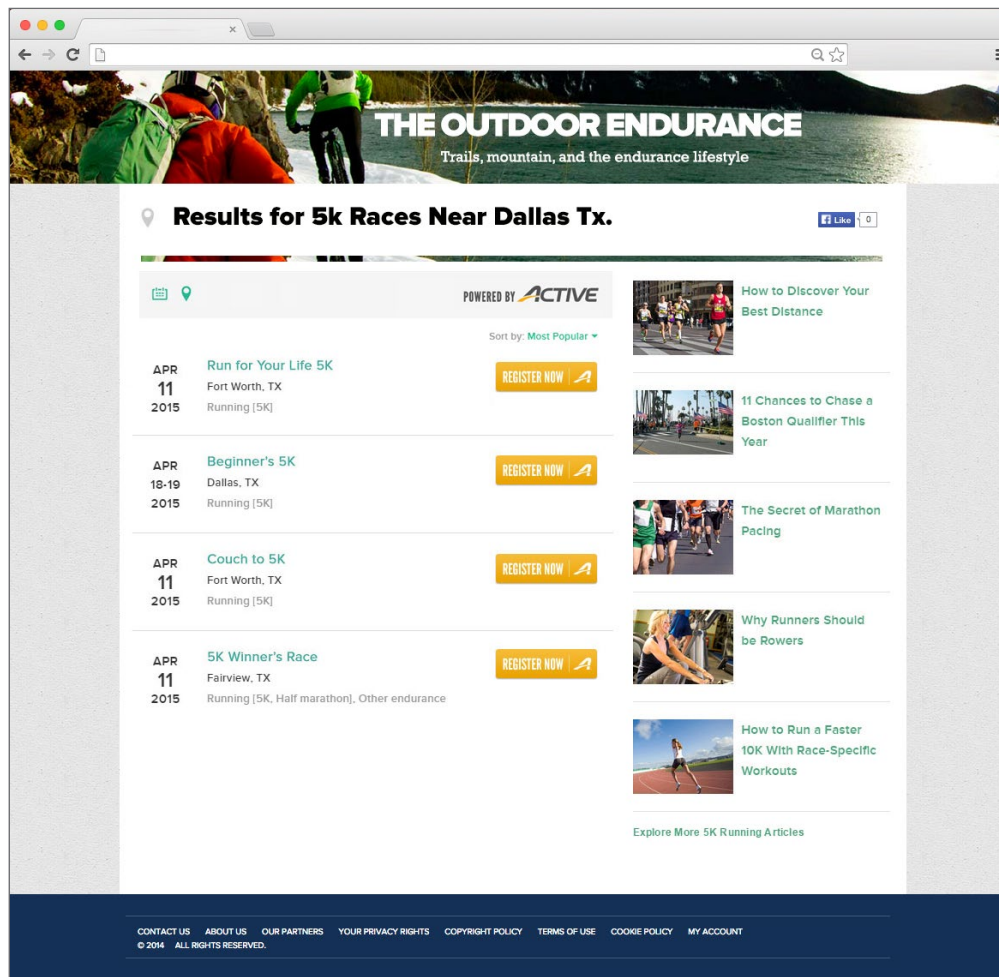 THE OUTDOOR ENDURANCE
Trails, mountain, and the endurance lifestyle
Results for 5k Races Near Dallas Tx.
Like 0
POWERED BY ACTIVE
Sort by: Most Popular
APR
11
2015
Run for Your Life 5K
Fort Worth, TX
Running [5K]
REGISTER NOW
APR
18-19
2015
Beginner's 5K
Dallas, TX
Running [5K]
REGISTER NOW
APR
11
2015
Couch to 5K
Fort Worth, TX
Running [5K]
REGISTER NOW
APR
11
2015
5K Winner's Race
Fairview, TX
Running [5K, Half marathon], Other endurance
REGISTER NOW
How to Discover Your
Best Distance
11 Chances to Chase a
Boston Qualifier This
Year
The Secret of Marathon
Pacing
Why Runners Should
be Rowers
How to Run a Faster
10K With Race-Specific
Workouts
Explore More 5K Running Articles
CONTACT US ABOUT US OUR PARTNERS YOUR PRIVACY RIGHTS COPYRIGHT POLICY TERMS OF USE COOKIE POLICY MY ACCOUNT
© 2014 ALL RIGHTS RESERVED.